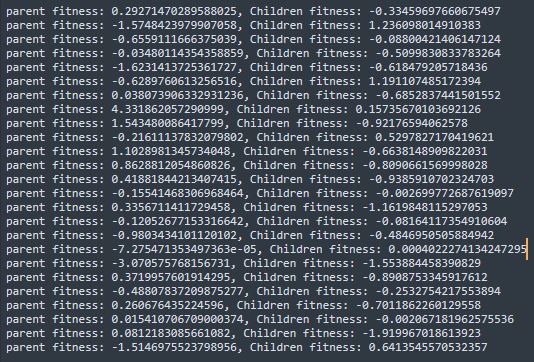 parent fitness: 0.29271470289588025, Children fitness: -0.33459697660675497
parent fitness: -1.5748423979907058, Children fitness: 1.236098014910383
parent fitness: -0.6559111666375039, Children fitness: -0.08800421406147124
parent fitness: -0.03480114354358859, Children fitness: -0.5099830833783264
parent fitness: -1.6231413725361727, Children fitness: -0.618479205718436
parent fitness: -0.6289760613256516, Children fitness: 1.191107485172394
parent fitness: 0.038073906332931236, Children fitness: -0.6852837441501552
parent fitness: 4.331862057290999, Children fitness: 0.15735670103692126
parent fitness: 1.543480086417799, Children fitness: -0.92176594062578
parent fitness: -0.21611137832079802, Children fitness: 0.5297827170419621
parent fitness: 1.1028981345734048, Children fitness: -0.6638148909822031
parent fitness: 0.8628812054860826, Children fitness: -0.8090661569998028
parent fitness: 0.41881844213407415, Children fitness: -0.9385910702324703
parent fitness: -0.15541468306968464, Children fitness: -0.002699772687619097
parent fitness: 0.3356711411729458, Children fitness: -1.1619848115297053
parent fitness: -0.12052677153316642, Children fitness: -0.08164117354910604
parent fitness: -0.9803434101120102, Children fitness: -0.4846950505884942
parent fitness: -7.275471353497363e-05, Children fitness: 0.0004022274134247295
parent fitness: -3.070575768156731, Children fitness: -1.553884458390829
parent fitness: 0.3719957601914295, Children fitness: -0.8908753345917612
parent fitness: -0.48807837209875277, Children fitness: -0.2532754217553894
parent fitness: 0.260676435224596, Children fitness: -0.7011862260129558
parent fitness: 0.015410706709000374, Children fitness: -0.002067181962575536
parent fitness: 0.0812183085661082, Children fitness: -1.919967018613923
parent fitness: -1.5146975523798956, Children fitness: 0.6413545570532357